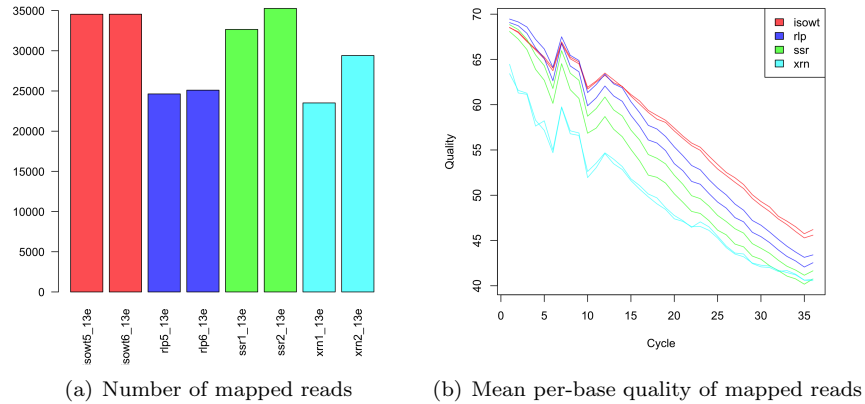 35000
30000
25000
20000
15000
10000
5000
0
isowt5_13e
isowt6_13e
rlp5_13e
rlp6_13e
ssr1_13e
ssr2_13e
xrn1_13e
xrn2_13e
(a) Number of mapped reads
70
65
60
55
50
45
40
Quality
0 5 10 15 20 25 30 35
Cycle
isowt
rlp
ssr
xrn
(b) Mean per-base quality of mapped reads